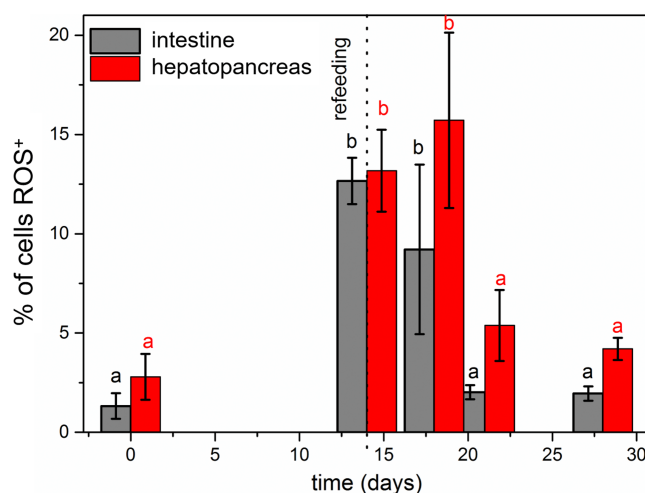 intestine
hepatopancreas
refeeding
% of cells ROS+
20
15
10
5
0
a
a
b
b
b
b
a
a
a
a
0
5
10
15
20
25
30
time (days)